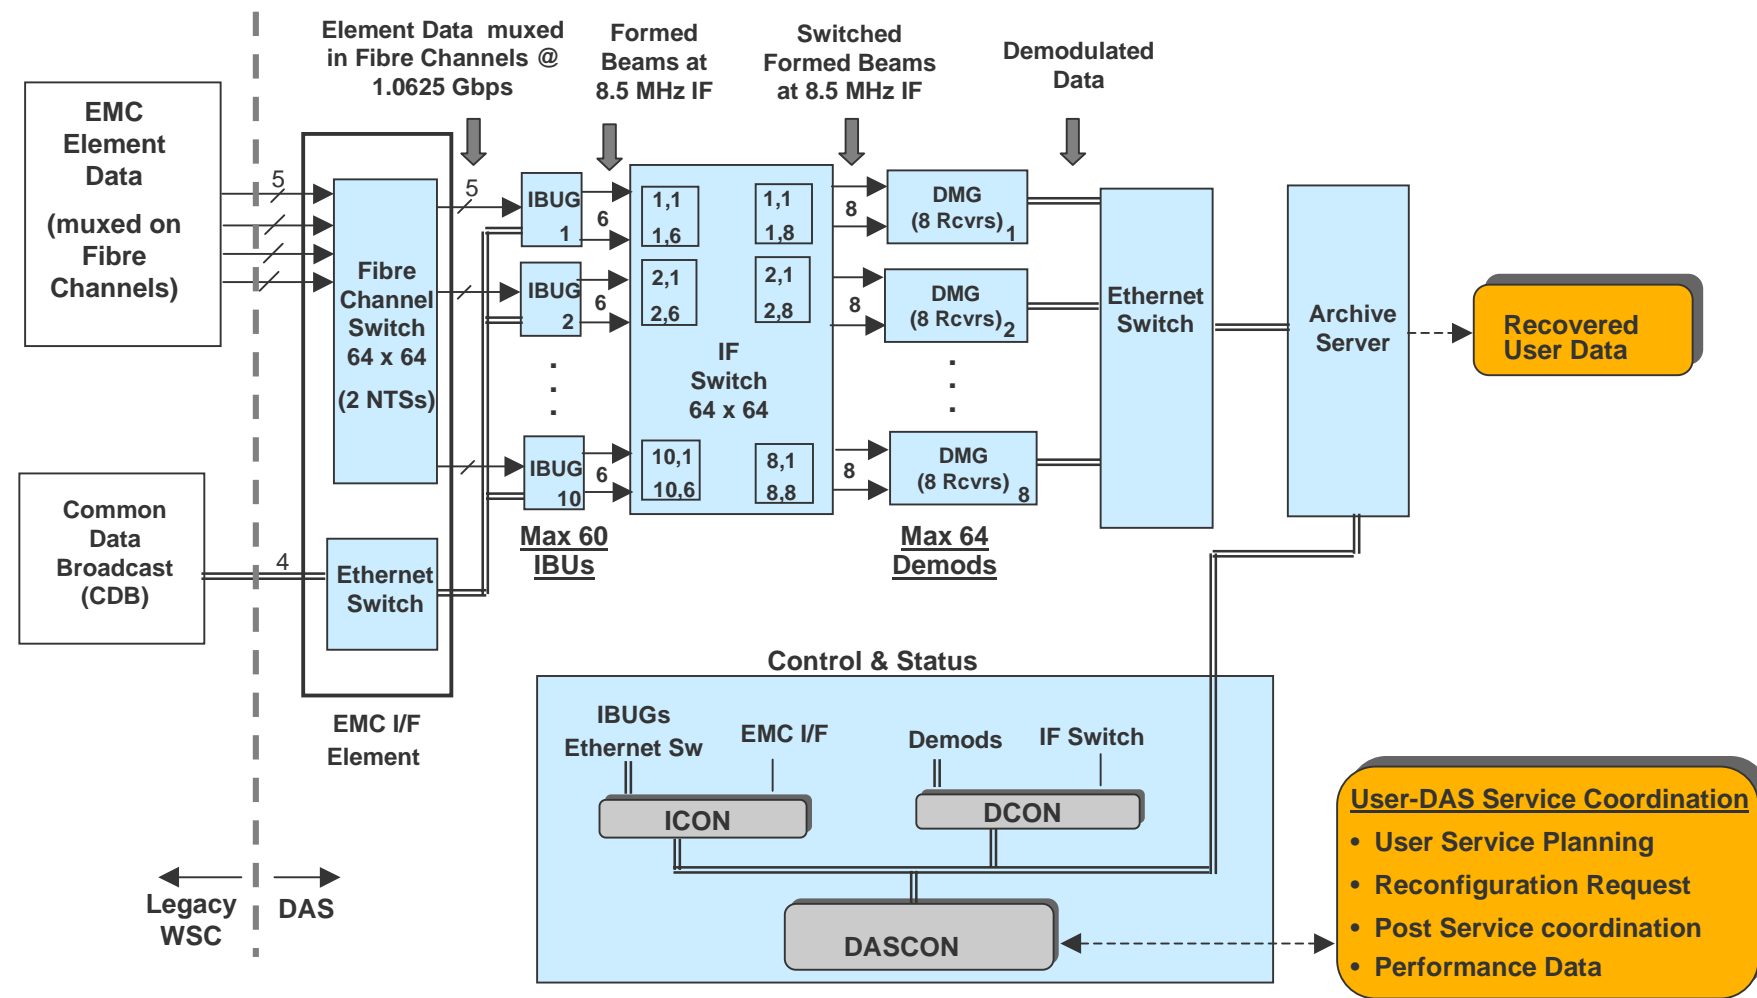 Element Data muxed
in Fibre Channels @
1.0625 Gbps
Formed
Beams at
8.5 MHz IF
Switched
Formed Beams
at 8.5 MHz IF
Demodulated
Data
EMC
Element
Data
(muxed on
Fibre
Channels)
5
Fibre
Channel
Switch
64 x 64
(2 NTSs)
5
IBUG
1
6
IBUG
2
6
.
.
.
IBUG
10
6
Max 60
IBUs
1,1
1,6
2,1
2,6
10,1
10,6
IF
Switch
64 x 64
1,1
1,8
2,1
2,8
8,1
8,8
8
8
8
DMG
(8 Rcvrs)
1
DMG
(8 Rcvrs)
2
.
.
.
DMG
(8 Rcvrs)
8
Max 64
Demods
Ethernet
Switch
Archive
Server
Recovered
User Data
Common
Data
Broadcast
(CDB)
4
Ethernet
Switch
EMC I/F
Element
Legacy
WSC
DAS
Control & Status
IBUGs
Ethernet Sw
EMC I/F
Demods
IF Switch
ICON
DCON
DASCON
User-DAS Service Coordination
• User Service Planning
• Reconfiguration Request
• Post Service coordination
• Performance Data